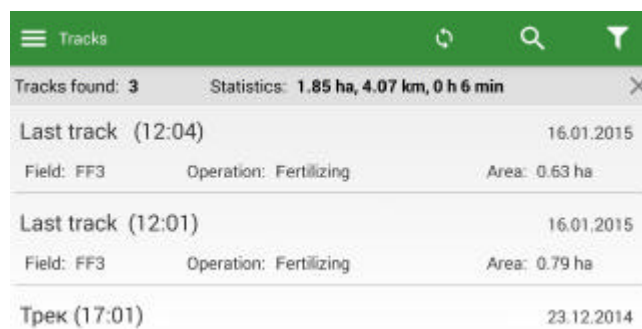 Tracks
Tracks found: 3 Statistics: 1.85 ha, 4.07 km, 0 h 6 min
Last track (12:04) 16.01.2015
Field: FF3 Operation: Fertilizing Area: 0.63 ha
Last track (12:01) 16.01.2015
Field: FF3 Operation: Fertilizing Area: 0.79 ha
Трек (17:01) 23.12.2014